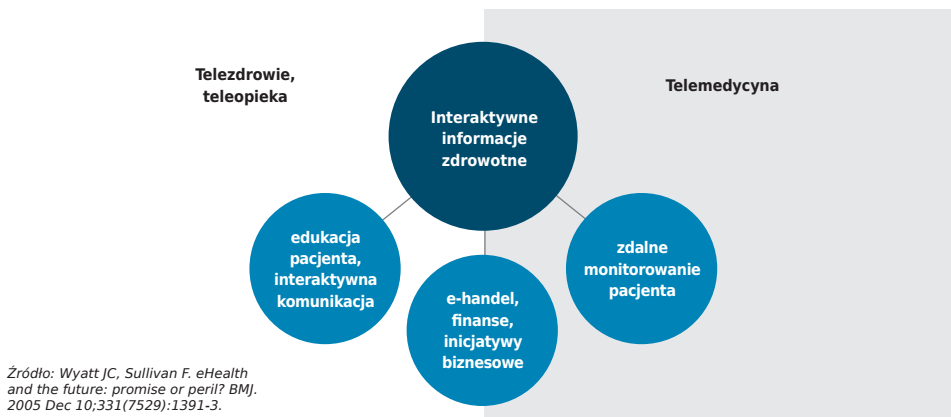 Telezdrowie,
teleopieka
Telemedycyna
Interaktywne
informacje
zdrowotne
edukacja
pacjenta,
interaktywna
komunikacja
e-handel,
finanse,
inicjatywy
biznesowe
zdalne
monitorowanie
pacjenta
Źródło: Wyatt JC, Sullivan F. eHealth
and the future: promise or peril? BMJ.
2005 Dec 10;331(7529):1391-3.